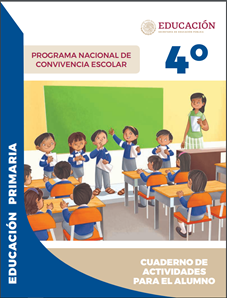 EDUCACIÓN
PROGRAMA NACIONAL DE
CONVIVENCIA ESCOLAR
4º
EDUCACIÓN PRIMARIA
CUADERNO DE
ACTIVIDADES
PARA EL ALUMNO